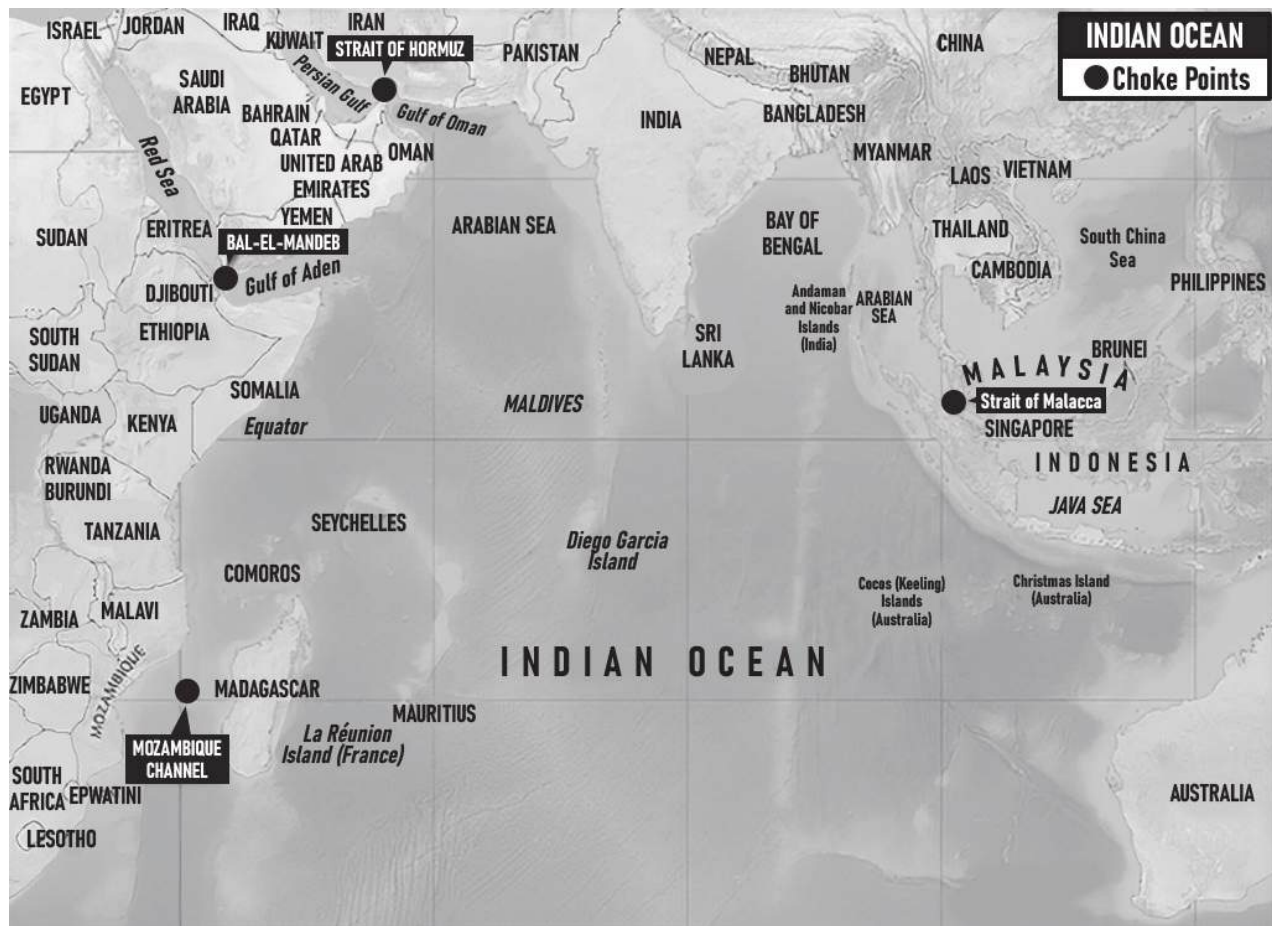 INDIAN OCEAN
Choke Points
ISRAEL
JORDAN
IRAQ
KUWAIT
IRAN
STRAIT OF HORMUZ
PAKISTAN
NEPAL
BHUTAN
CHINA
EGYPT
SAUDI
ARABIA
Persian Gulf
BAHRAIN
QATAR
Gulf of Oman
UNITED ARAB
EMIRATES
OMAN
INDIA
BANGLADESH
MYANMAR
LAOS
VIETNAM
Red Sea
SUDAN
ERITREA
YEMEN
BAL-EL-MANDEB
Gulf of Aden
DJIBOUTI
ARABIAN SEA
BAY OF
BENGAL
THAILAND
CAMBODIA
South China
Sea
PHILIPPINES
Andaman
and Nicobar
Islands
(India)
ARABIAN
SEA
SOUTH
SUDAN
ETHIOPIA
SRI
LANKA
BRUNEI
MALAYSIA
Strait of Malacca
SINGAPORE
SOMALIA
MALDIVES
UGANDA
KENYA
Equator
RWANDA
BURUNDI
INDONESIA
JAVA SEA
TANZANIA
SEYCHELLES
Diego Garcia
Island
COMOROS
Cocos (Keeling)
Islands
(Australia)
Christmas Island
(Australia)
ZAMBIA
MALAVI
MOZAMBIQUE
INDIAN OCEAN
ZIMBABWE
MADAGASCAR
MAURITIUS
La Réunion
Island (France)
MOZAMBIQUE
CHANNEL
SOUTH
AFRICA
EPWATINI
LESOTHO
AUSTRALIA